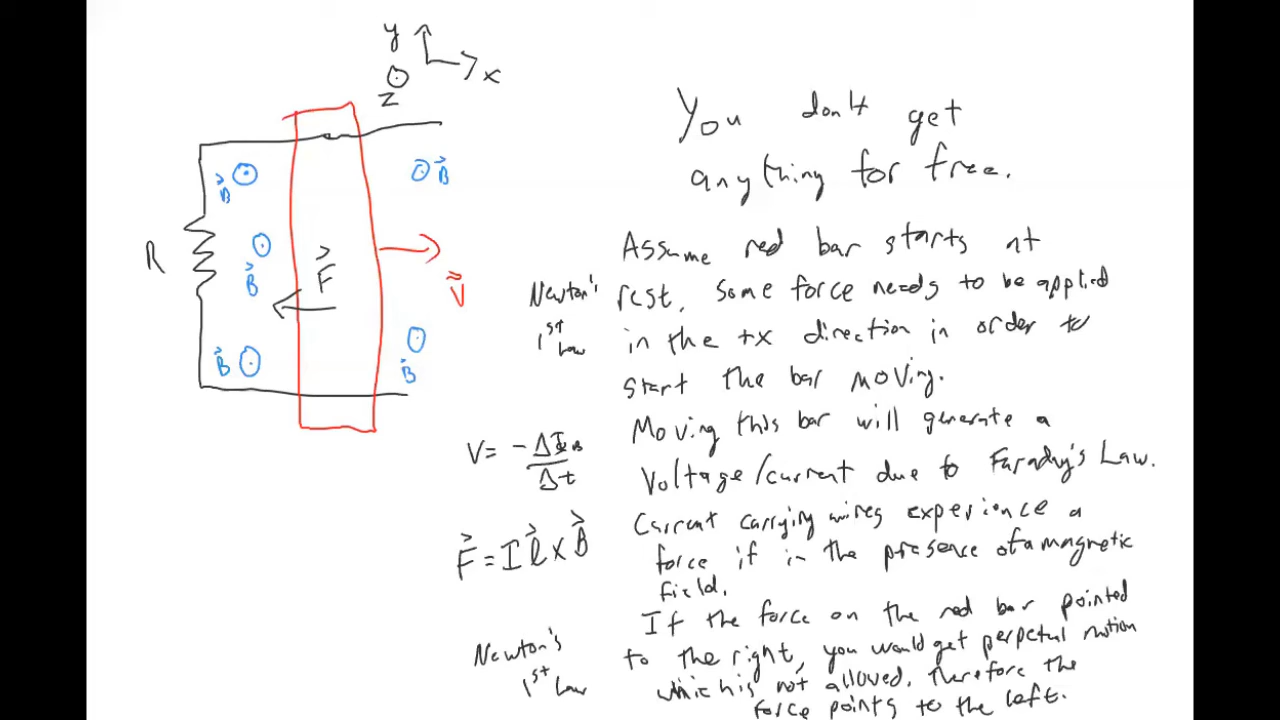 y
x
z
You don't get
anything for free.
B
B
R
B
F
V
B
B
Assume red bar starts at
Newton's
1st Law
rest. Some force needs to be applied
in the +x direction in order to
start the bar moving.
V = -ΔΦB/Δt
Moving this bar will generate a
Voltage/current due to Faraday's Law.
F⃗ = I l⃗ x B⃗
Current carrying wires experience a
force if in the presence of a magnetic
field.
Newton's
1st Law
If the force on the red bar pointed
to the right, you would get perpetual motion
which is not allowed, therefore the
force points to the left.